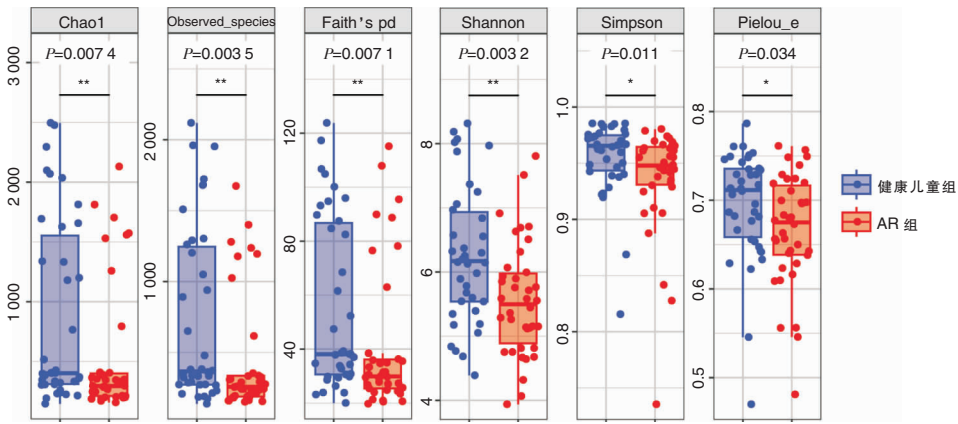 Chao1
Observed_species
Faith's pd
Shannon
Simpson
Pielou_e
P=0.007 4
P=0.003 5
P=0.007 1
P=0.003 2
P=0.011
P=0.034
**
**
**
**
*
*
3 000
2 000
1 000
2 000
1 000
120
80
40
8
6
4
1.0
0.9
0.8
0.8
0.7
0.6
0.5
健康儿童组
AR 组